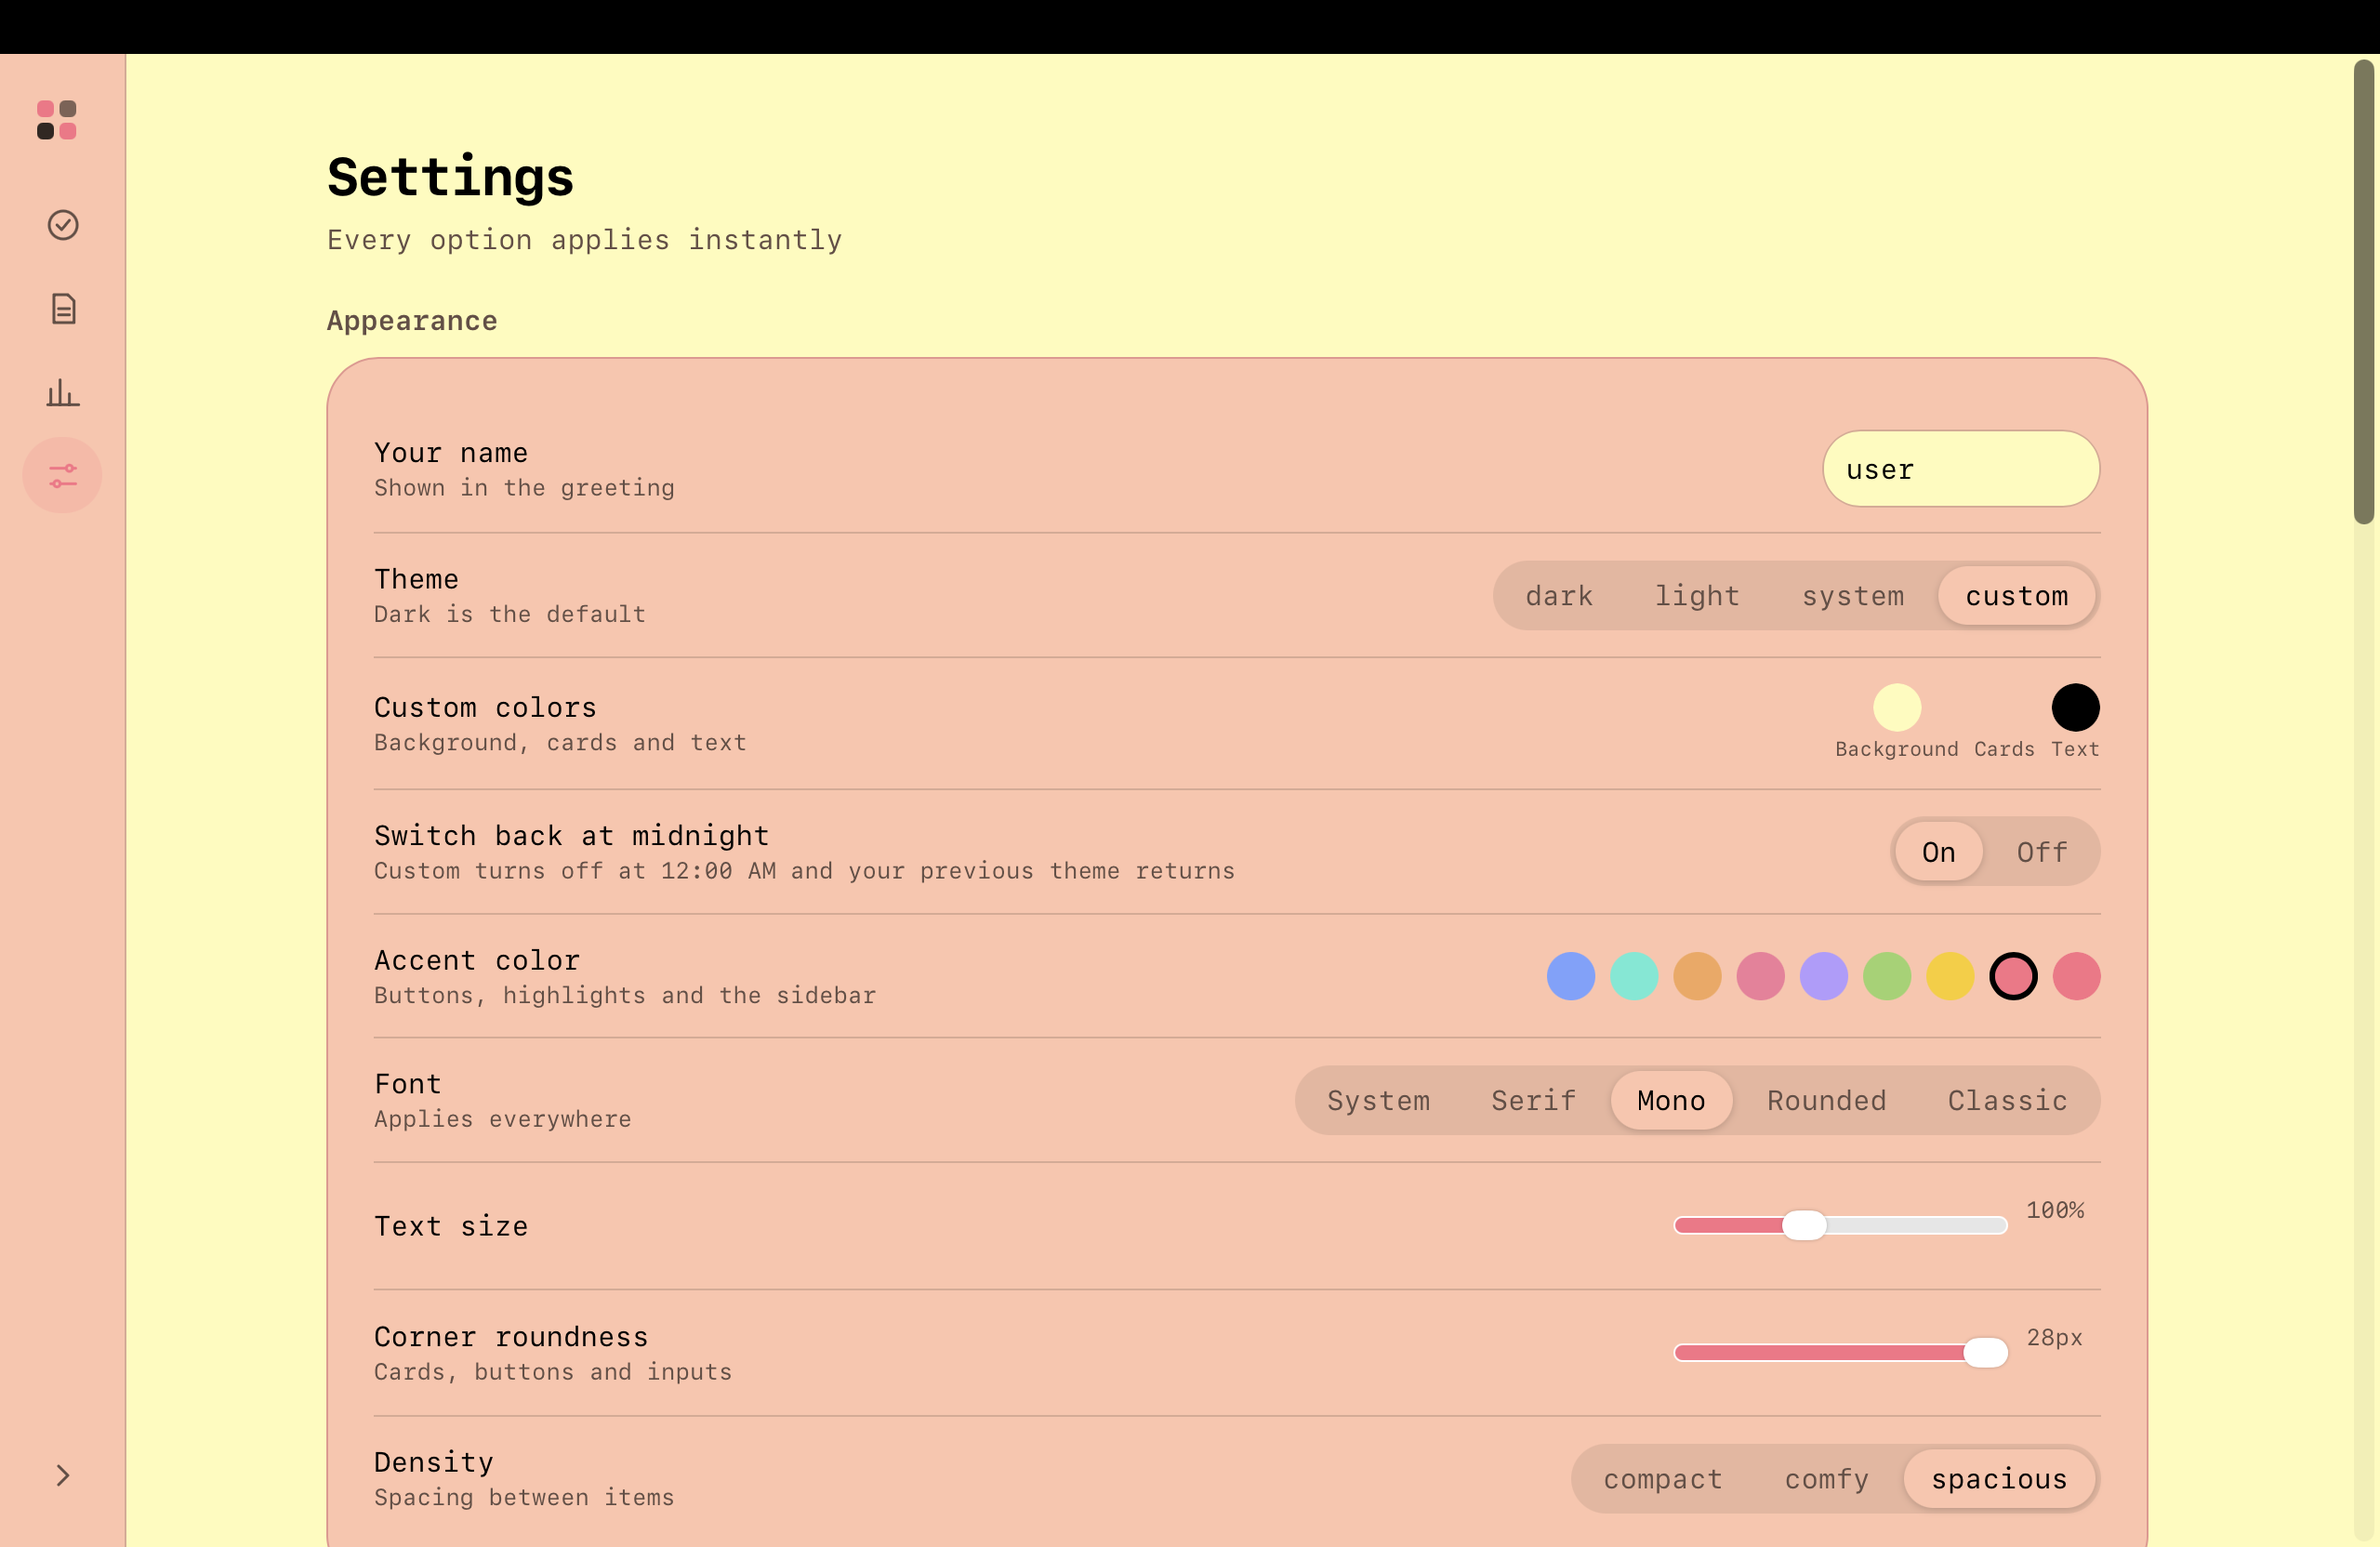 Settings
Every option applies instantly
Appearance
Your name
Shown in the greeting
user
Theme
Dark is the default
dark light system custom
Custom colors
Background, cards and text
Background Cards Text
Switch back at midnight
Custom turns off at 12:00 AM and your previous theme returns
On Off
Accent color
Buttons, highlights and the sidebar
Font
Applies everywhere
System Serif Mono Rounded Classic
Text size
100%
Corner roundness
Cards, buttons and inputs
28px
Density
Spacing between items
compact comfy spacious